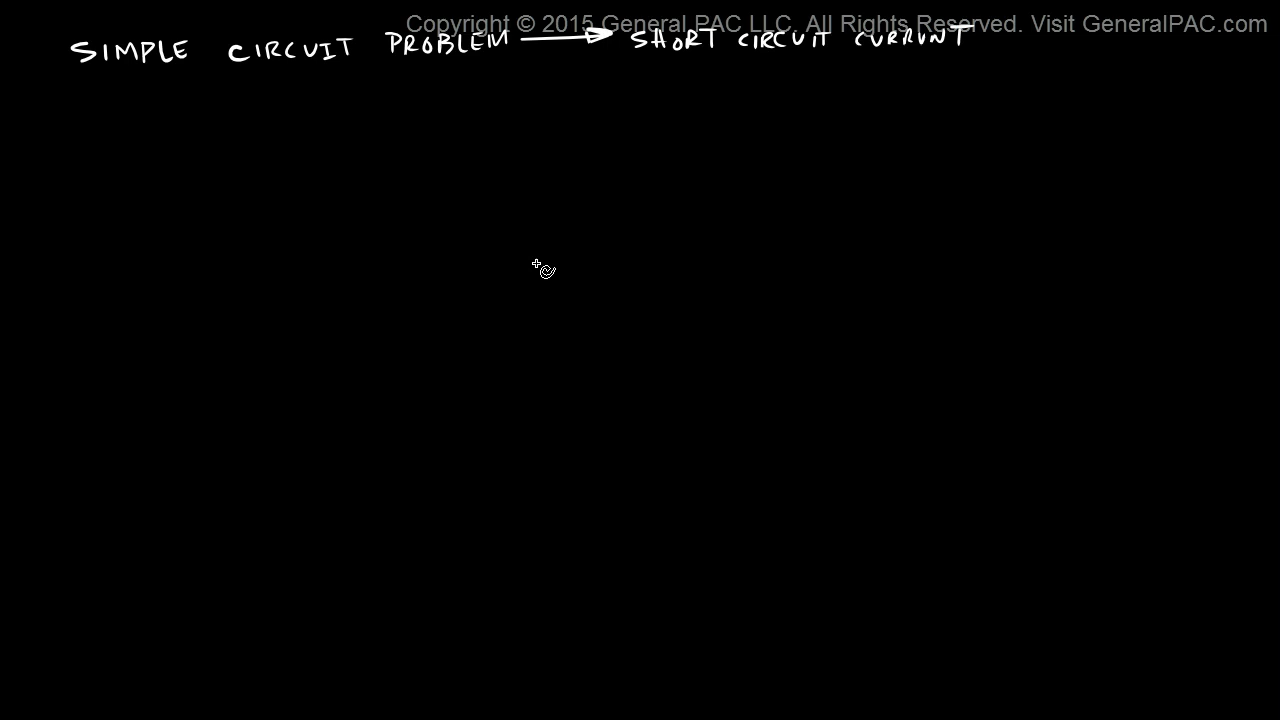 Copyright © 2015 General PAC LLC. All Rights Reserved. Visit GeneralPAC.com
SIMPLE CIRCUIT PROBLEM → SHORT CIRCUIT CURRUNT